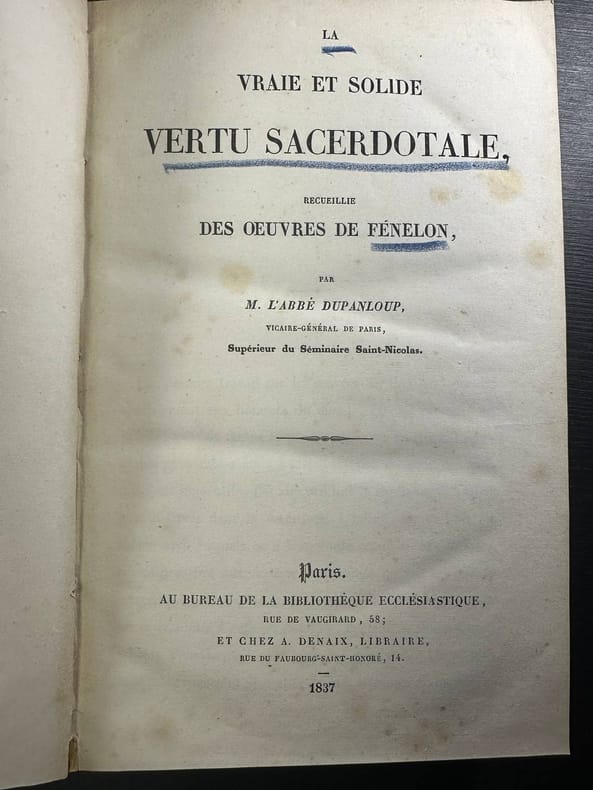 LA
VRAIE ET SOLIDE
VERTU SACERDOTALE,
RECUEILLIE
DES ŒUVRES DE FÉNELON,
PAR
M. L'ABBÉ DUPANLOUP,
VICAIRE-GÉNÉRAL DE PARIS,
Supérieur du Séminaire Saint-Nicolas.
Paris.
AU BUREAU DE LA BIBLIOTHÈQUE ECCLÉSIASTIQUE,
RUE DE VAUGIRARD, 58;
ET CHEZ A. DENAIX, LIBRAIRE,
RUE DU FAUBOURG-SAINT-HONORÉ, 14.
1837